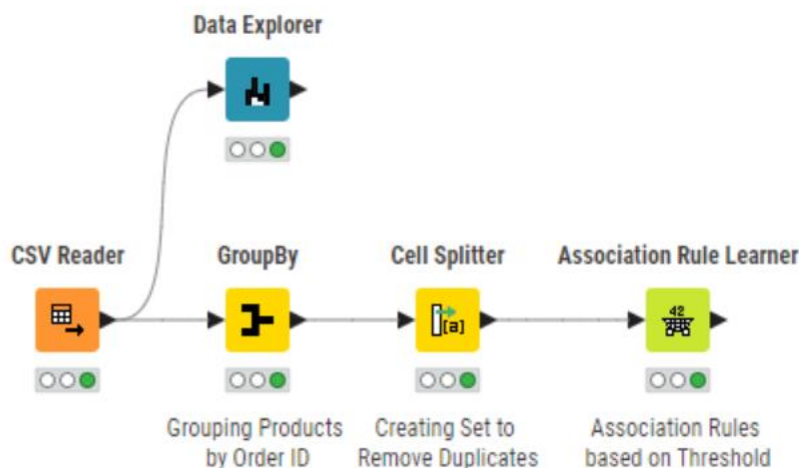 Data Explorer
CSV Reader
GroupBy
Cell Splitter
Association Rule Learner
[a]
42
Grouping Products
by Order ID
Creating Set to
Remove Duplicates
Association Rules
based on Threshold